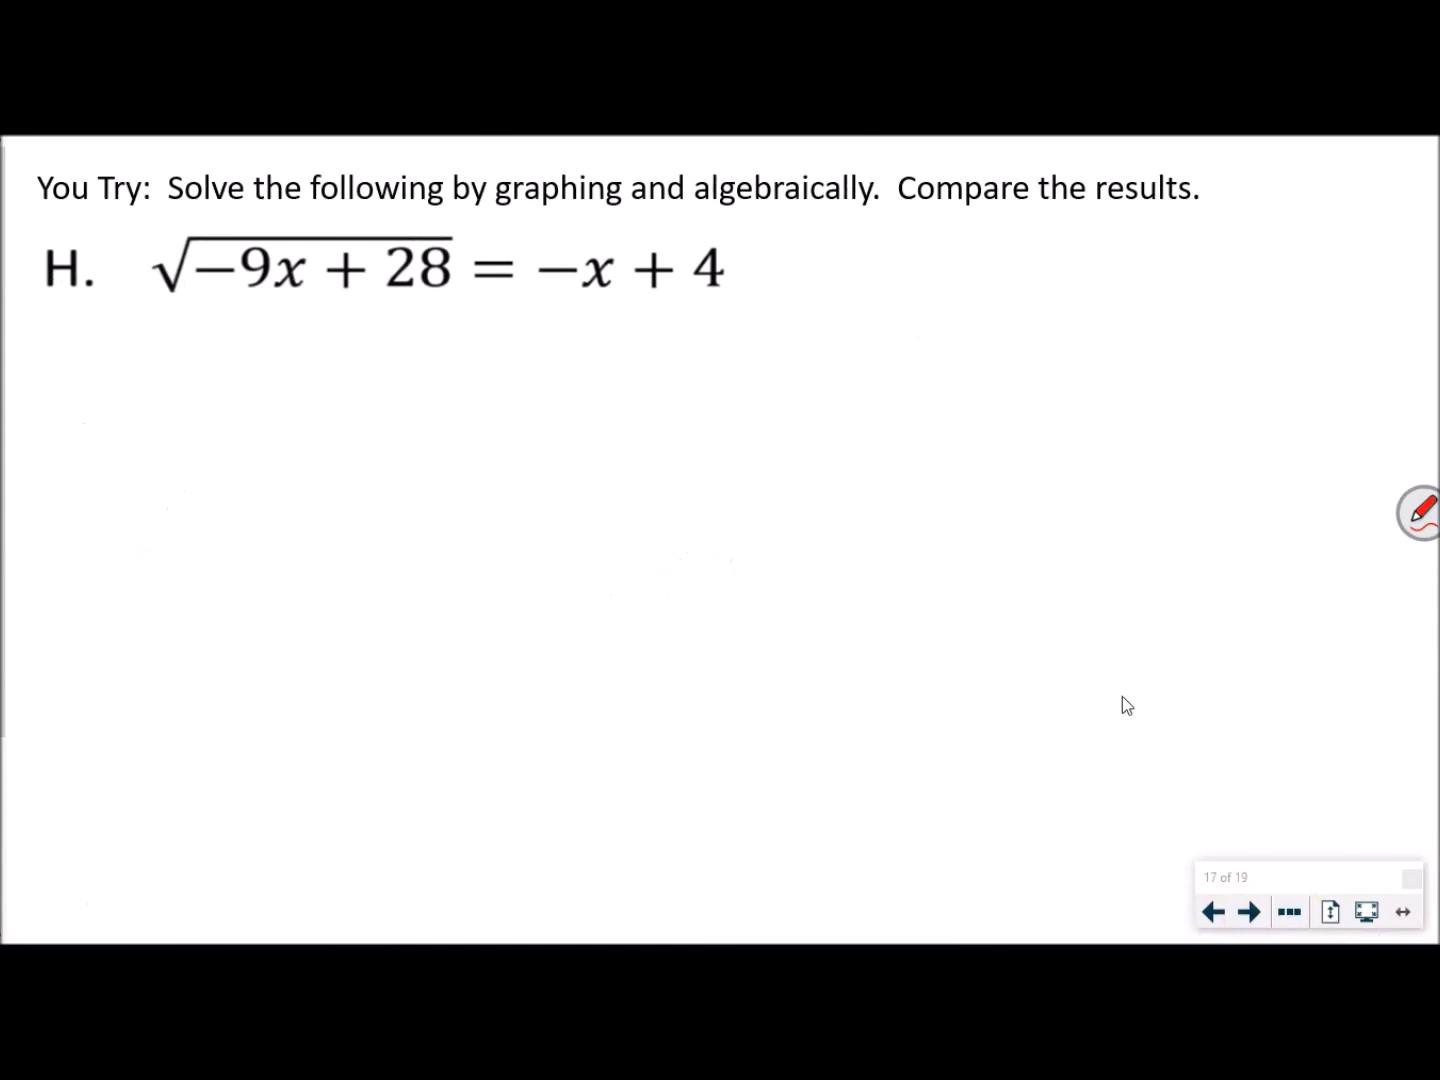 You Try: Solve the following by graphing and algebraically. Compare the results.
H. √(−9x + 28) = −x + 4
17 of 19